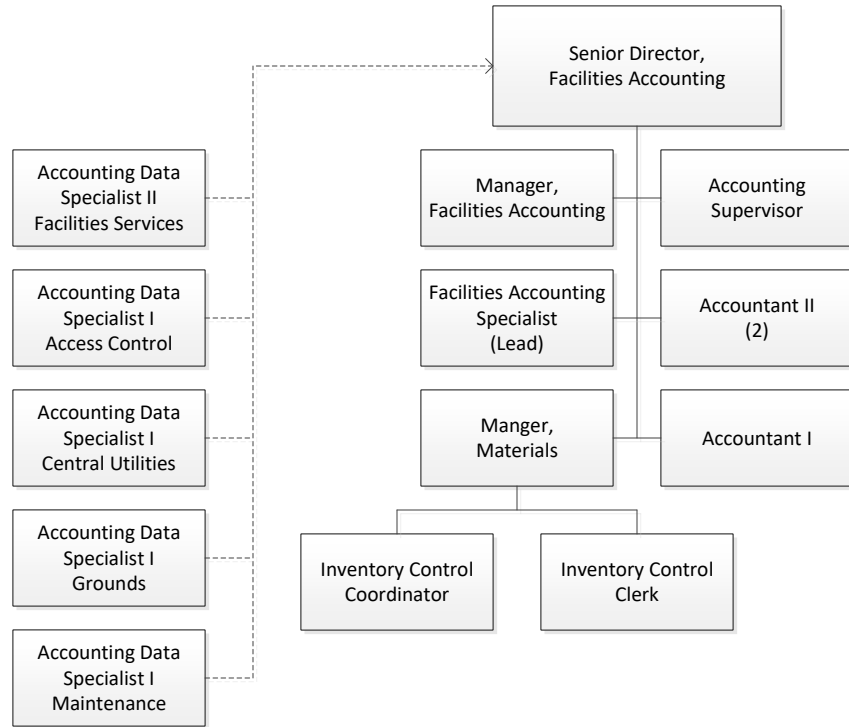 Senior Director,
Facilities Accounting
Accounting Data
Specialist II
Facilities Services
Manager,
Facilities Accounting
Accounting
Supervisor
Accounting Data
Specialist I
Access Control
Facilities Accounting
Specialist
(Lead)
Accountant II
(2)
Accounting Data
Specialist I
Central Utilities
Manger,
Materials
Accountant I
Accounting Data
Specialist I
Grounds
Inventory Control
Coordinator
Inventory Control
Clerk
Accounting Data
Specialist I
Maintenance